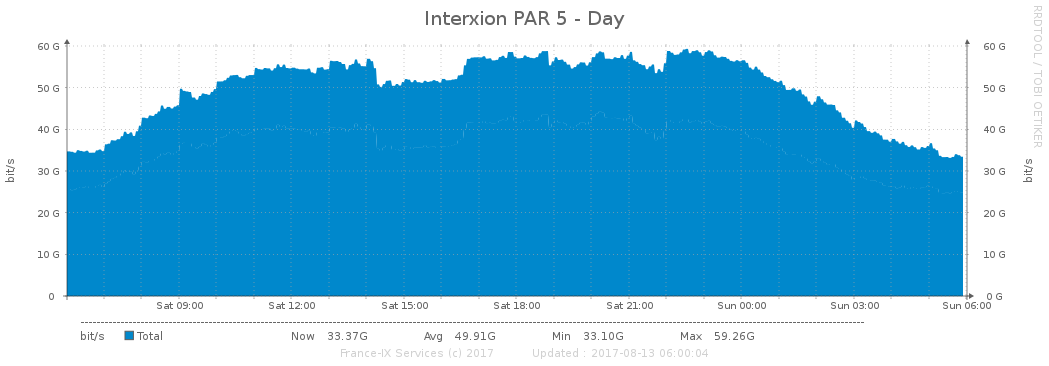 Interxion PAR 5 - Day
RRDTOOL / TOBI OETIKER
60 G 60 G
50 G 50 G
40 G 40 G
30 G 30 G
20 G 20 G
10 G 10 G
0 0 G
bit/s bit/s
Sat 09:00 Sat 12:00 Sat 15:00 Sat 18:00 Sat 21:00 Sun 00:00 Sun 03:00 Sun 06:00
bit/s Total Now 33.37G Avg 49.91G Min 33.10G Max 59.26G
France-IX Services (c) 2017 Updated : 2017-08-13 06:00:04